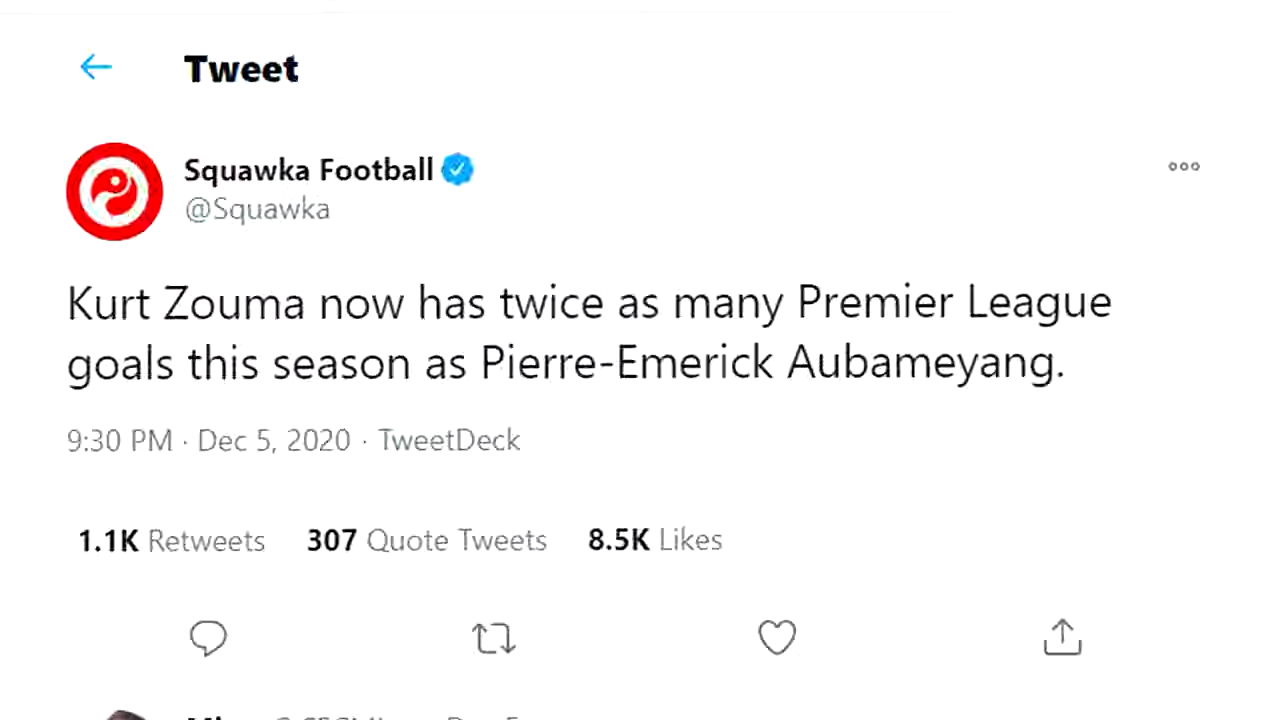 Tweet
Squawka Football
@Squawka
Kurt Zouma now has twice as many Premier League
goals this season as Pierre-Emerick Aubameyang.
9:30 PM · Dec 5, 2020 · TweetDeck
1.1K Retweets 307 Quote Tweets 8.5K Likes